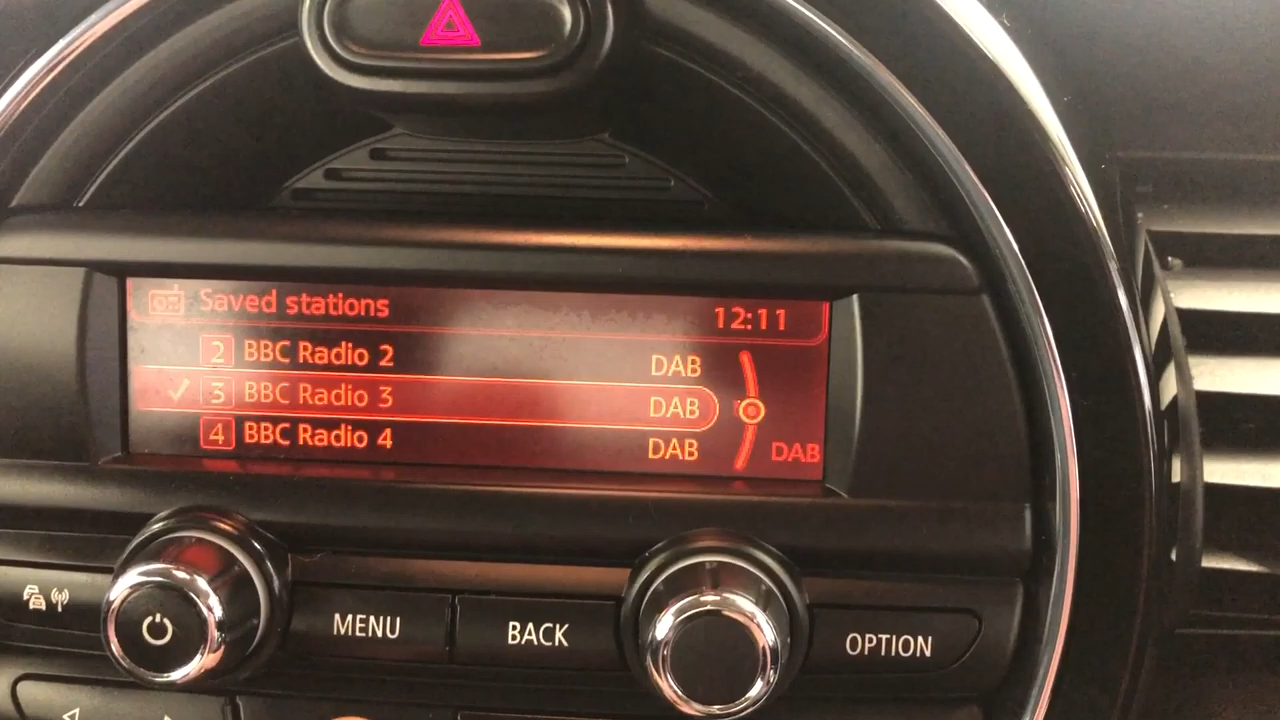 Saved stations 12:11
2 BBC Radio 2 DAB
3 BBC Radio 3 DAB
4 BBC Radio 4 DAB
DAB
MENU BACK OPTION